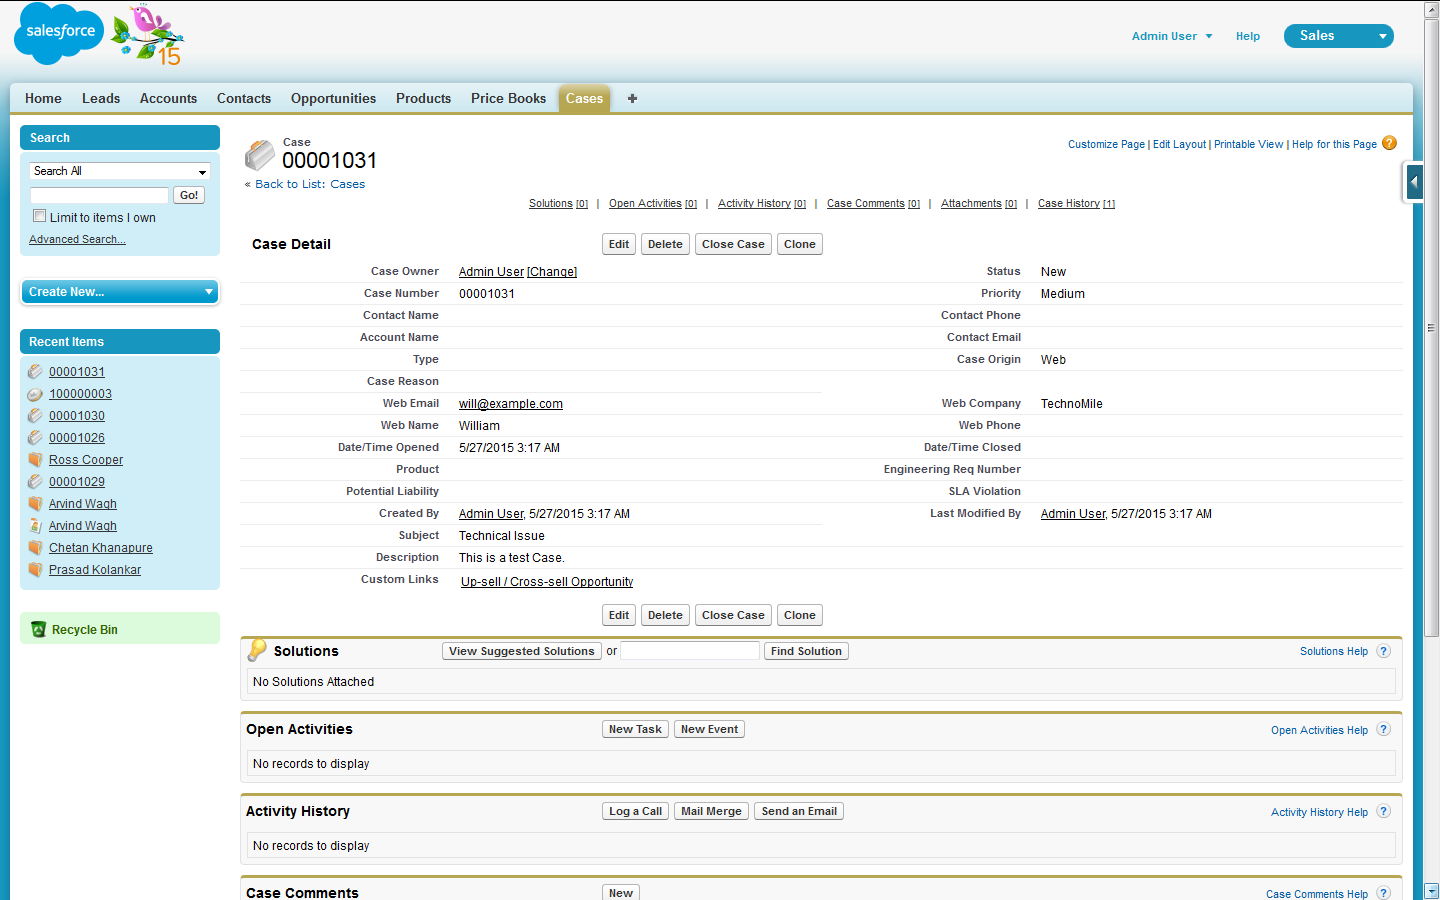 salesforce
15
Admin User
Help
Sales
Home
Leads
Accounts
Contacts
Opportunities
Products
Price Books
Cases
+
Search
Search All
Go!
Limit to items I own
Advanced Search...
Create New...
Recent Items
00001031
100000003
00001030
00001026
Ross Cooper
00001029
Arvind Wagh
Arvind Wagh
Chetan Khanapure
Prasad Kolankar
Recycle Bin
Case
00001031
« Back to List: Cases
Customize Page | Edit Layout | Printable View | Help for this Page ?
Solutions [0] | Open Activities [0] | Activity History [0] | Case Comments [0] | Attachments [0] | Case History [1]
Case Detail
Edit Delete Close Case Clone
Case Owner Admin User [Change] Status New
Case Number 00001031 Priority Medium
Contact Name Contact Phone
Account Name Contact Email
Type Case Origin Web
Case Reason
Web Email will@example.com Web Company TechnoMile
Web Name William Web Phone
Date/Time Opened 5/27/2015 3:17 AM Date/Time Closed
Product Engineering Req Number
Potential Liability SLA Violation
Created By Admin User, 5/27/2015 3:17 AM Last Modified By Admin User, 5/27/2015 3:17 AM
Subject Technical Issue
Description This is a test Case.
Custom Links Up-sell / Cross-sell Opportunity
Edit Delete Close Case Clone
Solutions View Suggested Solutions or Find Solution Solutions Help ?
No Solutions Attached
Open Activities New Task New Event Open Activities Help ?
No records to display
Activity History Log a Call Mail Merge Send an Email Activity History Help ?
No records to display
Case Comments New Case Comments Help ?